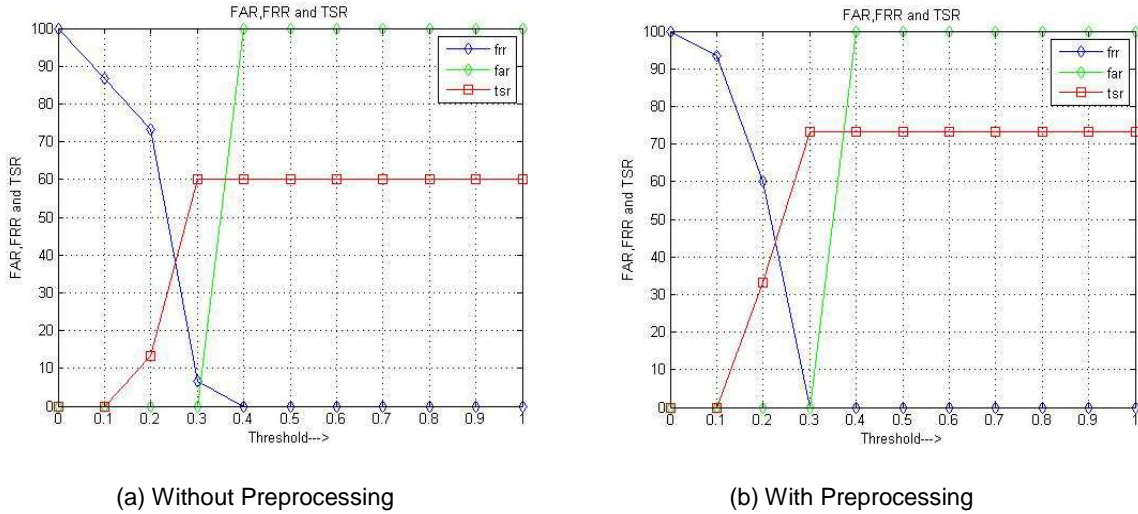 FAR,FRR and TSR
100
90
80
70
60
50
40
30
20
10
0
FAR,FRR and TSR
frr
far
tsr
0 0.1 0.2 0.3 0.4 0.5 0.6 0.7 0.8 0.9 1
Threshold--->
(a) Without Preprocessing
FAR,FRR and TSR
100
90
80
70
60
50
40
30
20
10
0
FAR,FRR and TSR
frr
far
tsr
0 0.1 0.2 0.3 0.4 0.5 0.6 0.7 0.8 0.9 1
Threshold--->
(b) With Preprocessing